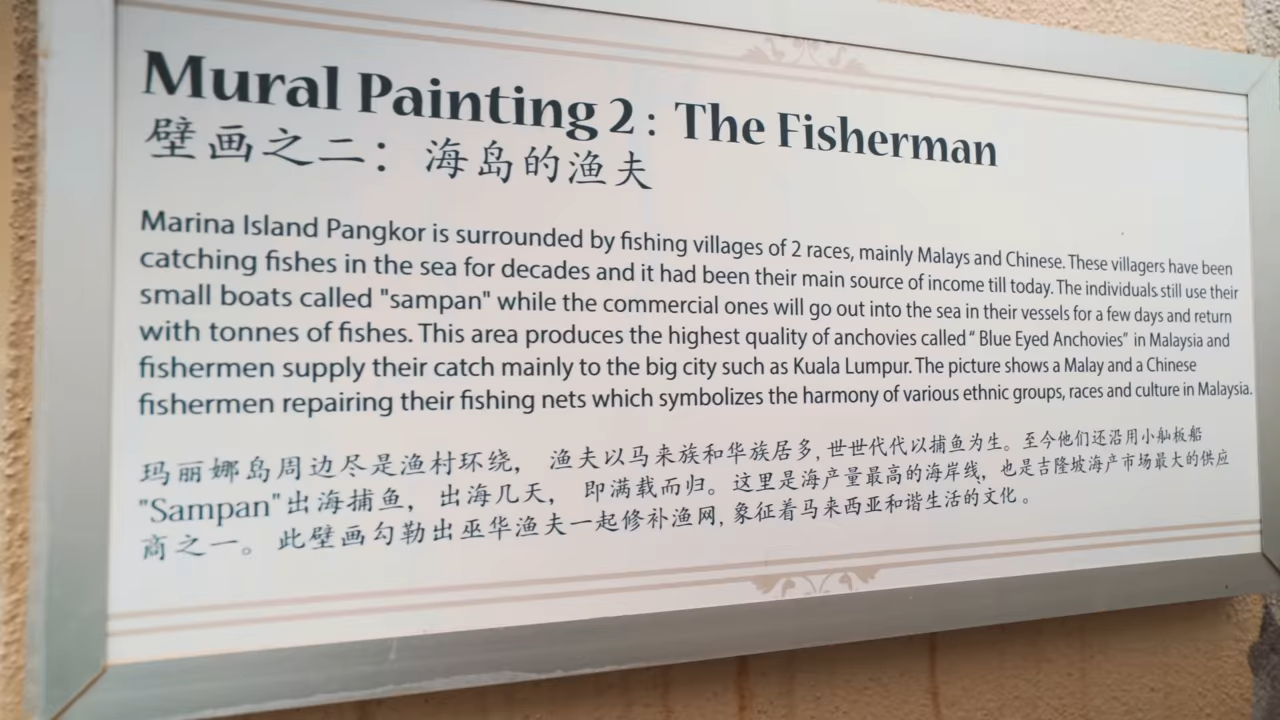 Mural Painting 2: The Fisherman
壁画之二：海岛的渔夫
Marina Island Pangkor is surrounded by fishing villages of 2 races, mainly Malays and Chinese. These villagers have been
catching fishes in the sea for decades and it had been their main source of income till today. The individuals still use their
small boats called "sampan" while the commercial ones will go out into the sea in their vessels for a few days and return
with tonnes of fishes. This area produces the highest quality of anchovies called “ Blue Eyed Anchovies” in Malaysia and
fishermen supply their catch mainly to the big city such as Kuala Lumpur. The picture shows a Malay and a Chinese
fishermen repairing their fishing nets which symbolizes the harmony of various ethnic groups, races and culture in Malaysia.
玛丽娜岛周边尽是渔村环绕， 渔夫以马来族和华族居多，世世代代以捕鱼为生。至今他们还沿用小舢板船
"Sampan"出海捕鱼，出海几天， 即满载而归。这里是海产量最高的海岸线，也是吉隆坡海产市场最大的供应
商之一。 此壁画勾勒出巫华渔夫一起修补渔网，象征着马来西亚和谐生活的文化。